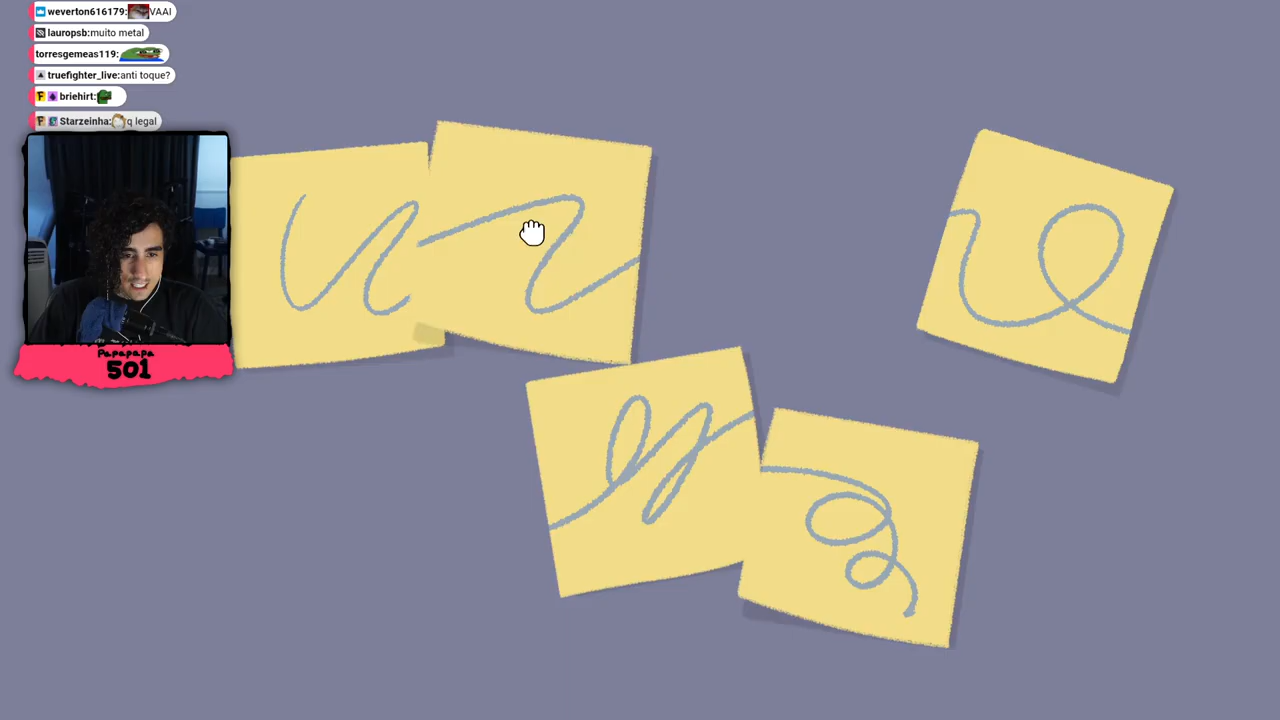 weverton616179: VAAI
lauropsb:muito metal
torresgemeas119:
truefighter_live:anti toque?
briehirt:
Starzeinha: q legal
Papapapa
501